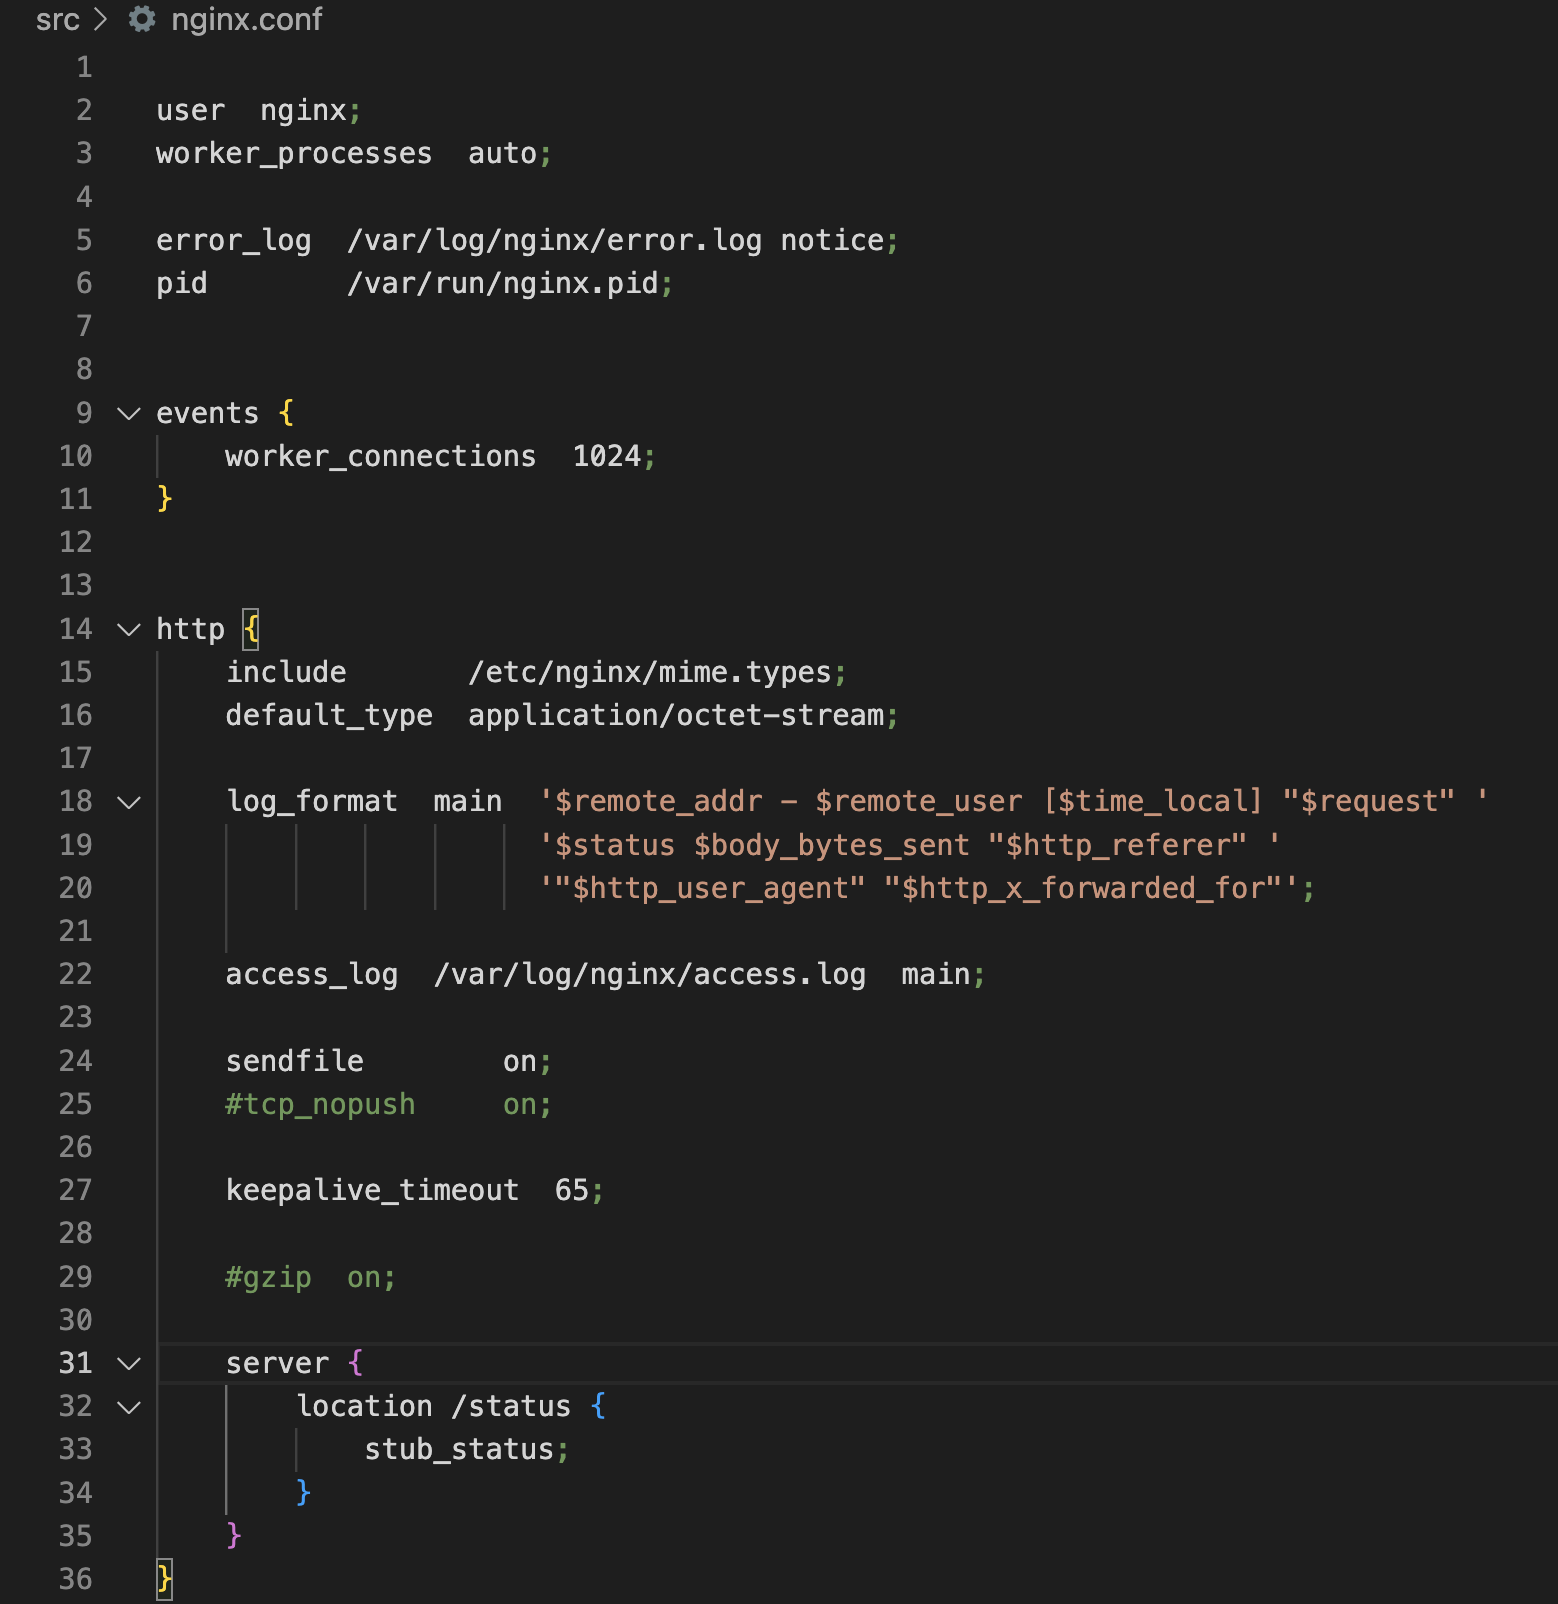 src > nginx.conf
1
2 user  nginx;
3 worker_processes  auto;
4
5 error_log  /var/log/nginx/error.log notice;
6 pid        /var/run/nginx.pid;
7
8
9 events {
10     worker_connections  1024;
11 }
12
13
14 http {
15     include       /etc/nginx/mime.types;
16     default_type  application/octet-stream;
17
18     log_format  main  '$remote_addr - $remote_user [$time_local] "$request" '
19                       '$status $body_bytes_sent "$http_referer" '
20                       '"$http_user_agent" "$http_x_forwarded_for"';
21
22     access_log  /var/log/nginx/access.log  main;
23
24     sendfile        on;
25     #tcp_nopush     on;
26
27     keepalive_timeout  65;
28
29     #gzip  on;
30
31     server {
32         location /status {
33             stub_status;
34         }
35     }
36 }